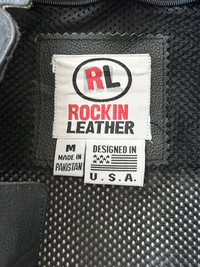 RL
ROCKIN
LEATHER
M
MADE IN
PAKISTAN
DESIGNED IN
U.S.A.